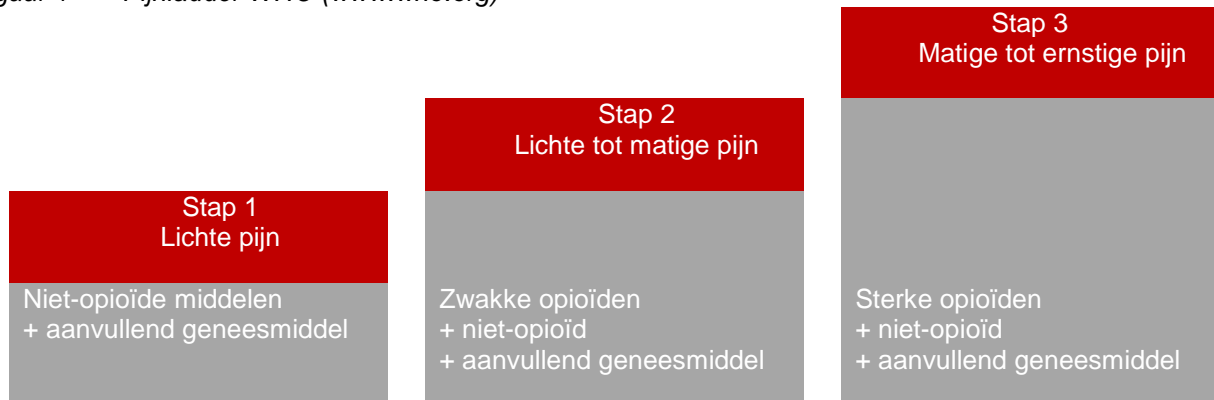 Stap 3
Matige tot ernstige pijn
Stap 2
Lichte tot matige pijn
Stap 1
Lichte pijn
Niet-opioïde middelen
+ aanvullend geneesmiddel
Zwakke opioïden
+ niet-opioïd
+ aanvullend geneesmiddel
Sterke opioïden
+ niet-opioïd
+ aanvullend geneesmiddel